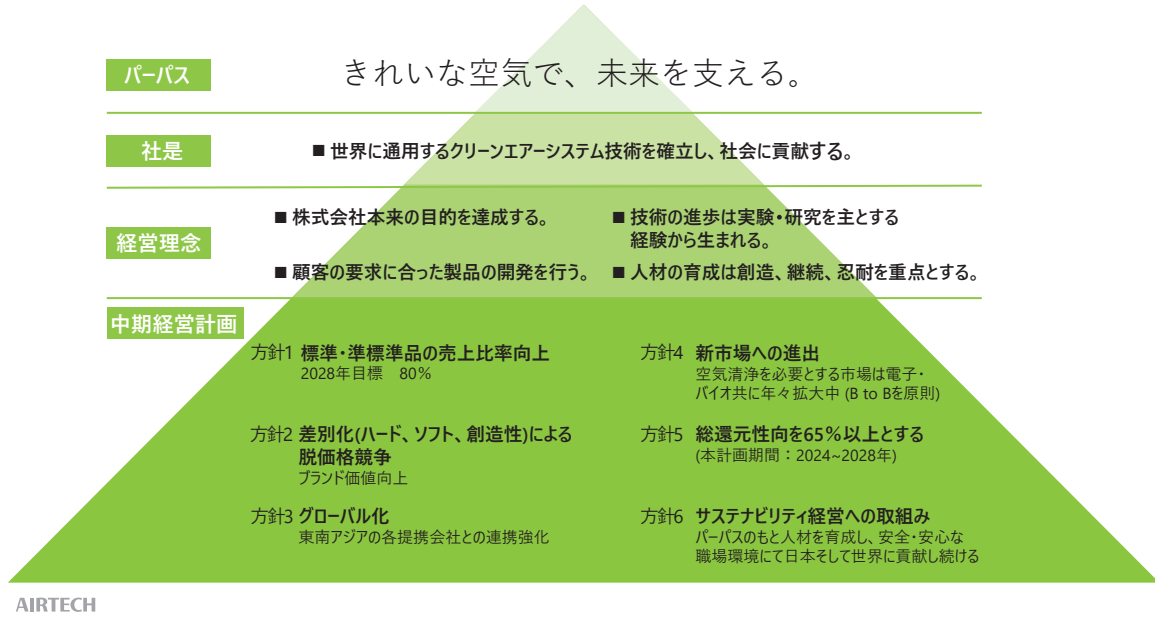 パーパス
きれいな空気で、未来を支える。
社是
■ 世界に通用するクリーンエアーシステム技術を確立し、社会に貢献する。
経営理念
■ 株式会社本来の目的を達成する。
■ 顧客の要求に合った製品の開発を行う。
■ 技術の進歩は実験・研究を主とする
経験から生まれる。
■ 人材の育成は創造、継続、忍耐を重点とする。
中期経営計画
方針1 標準・準標準品の売上比率向上
2028年目標 80%
方針2 差別化(ハード、ソフト、創造性)による
脱価格競争
ブランド価値向上
方針3 グローバル化
東南アジアの各提携会社との連携強化
方針4 新市場への進出
空気清浄を必要とする市場は電子・
バイオ共に年々拡大中 (B to Bを原則)
方針5 総還元性向を65%以上とする
(本計画期間：2024~2028年)
方針6 サステナビリティ経営への取組み
パーパスのもと人材を育成し、安全・安心な
職場環境にて日本そして世界に貢献し続ける
AIRTECH